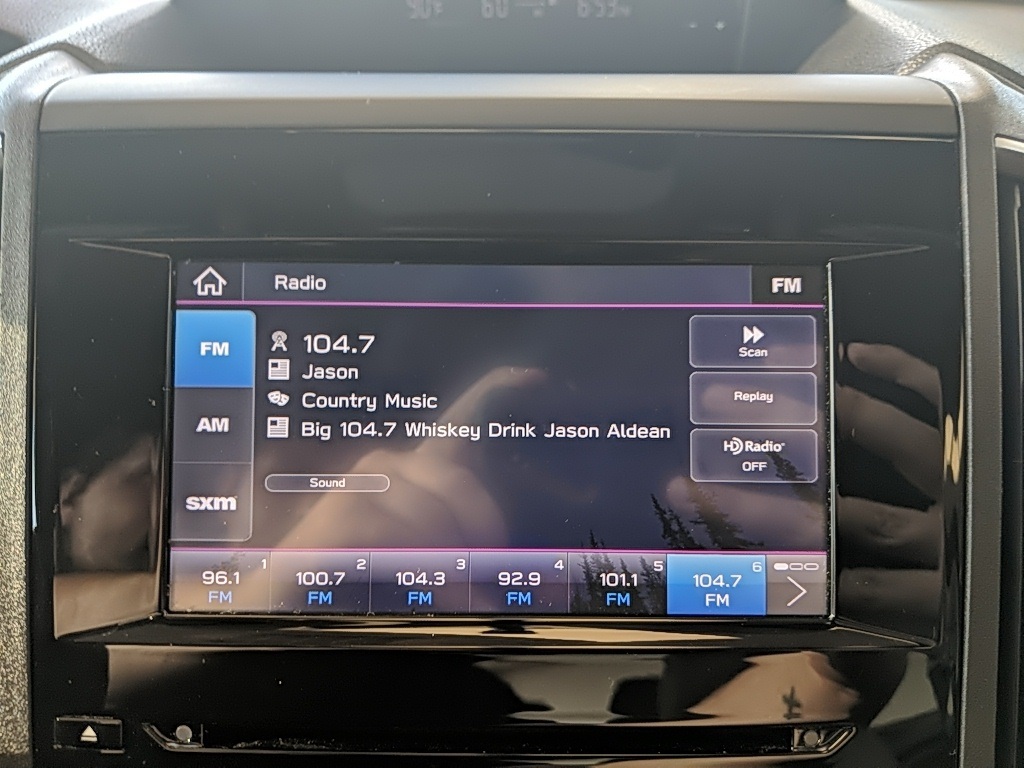 Radio
FM
FM
104.7
Scan
Jason
AM
Country Music
Replay
Big 104.7 Whiskey Drink Jason Aldean
HD Radio
OFF
sxm
Sound
96.1 1
FM
100.7 2
FM
104.3 3
FM
92.9 4
FM
101.1 5
FM
104.7 6
FM